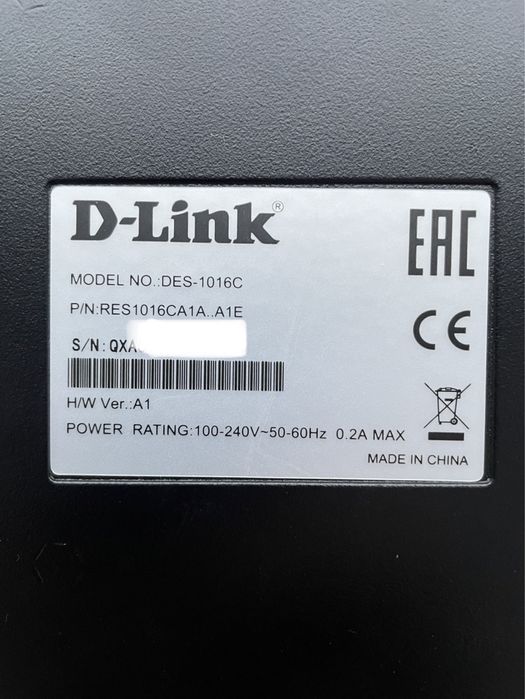 D-Link®
EAC
MODEL NO.:DES-1016C
P/N:RES1016CA1A..A1E
CE
S/N: QXA
H/W Ver.:A1
POWER RATING:100-240V~50-60Hz 0.2A MAX
MADE IN CHINA